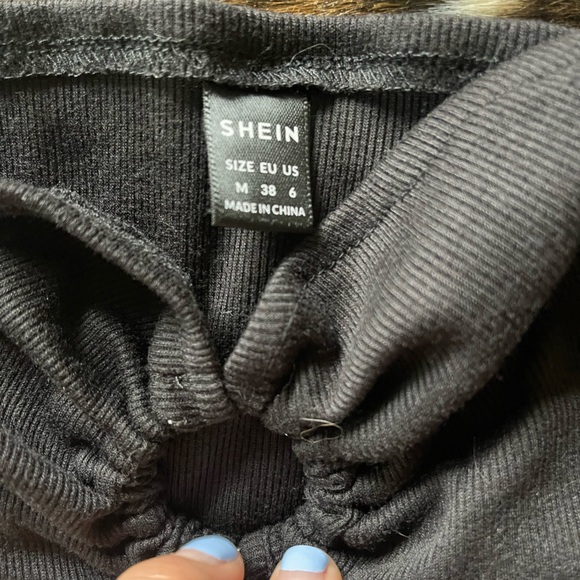 SHEIN
SIZE EU US
M 38 6
MADE IN CHINA